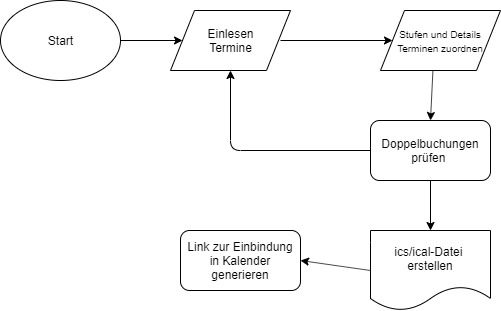 Start
Einlesen
Termine
Stufen und Details
Terminen zuordnen
Doppelbuchungen
prüfen
Link zur Einbindung
in Kalender
generieren
ics/ical-Datei
erstellen